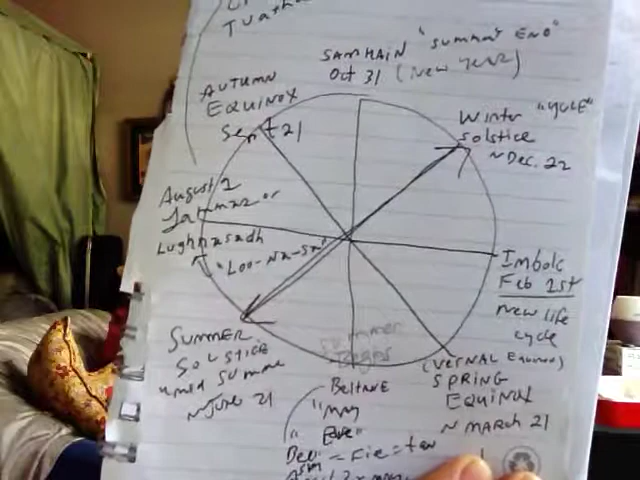 SAMHAIN "SUMMER END"
Oct 31 (New Year)
AUTUMN
EQUINOX
Sept 21
Winter "YULE"
Solstice
~Dec. 22
August 1
Lammas or
Lughnasadh
"Loo-Na-Sa"
Imbolc
Feb 1st
new life
cycle
SUMMER
SOLSTICE
~June 21
Summer
Begins
(VERNAL Equinox)
SPRING
EQUINOX
~MARCH 21
BELTANE
"May
Eve"